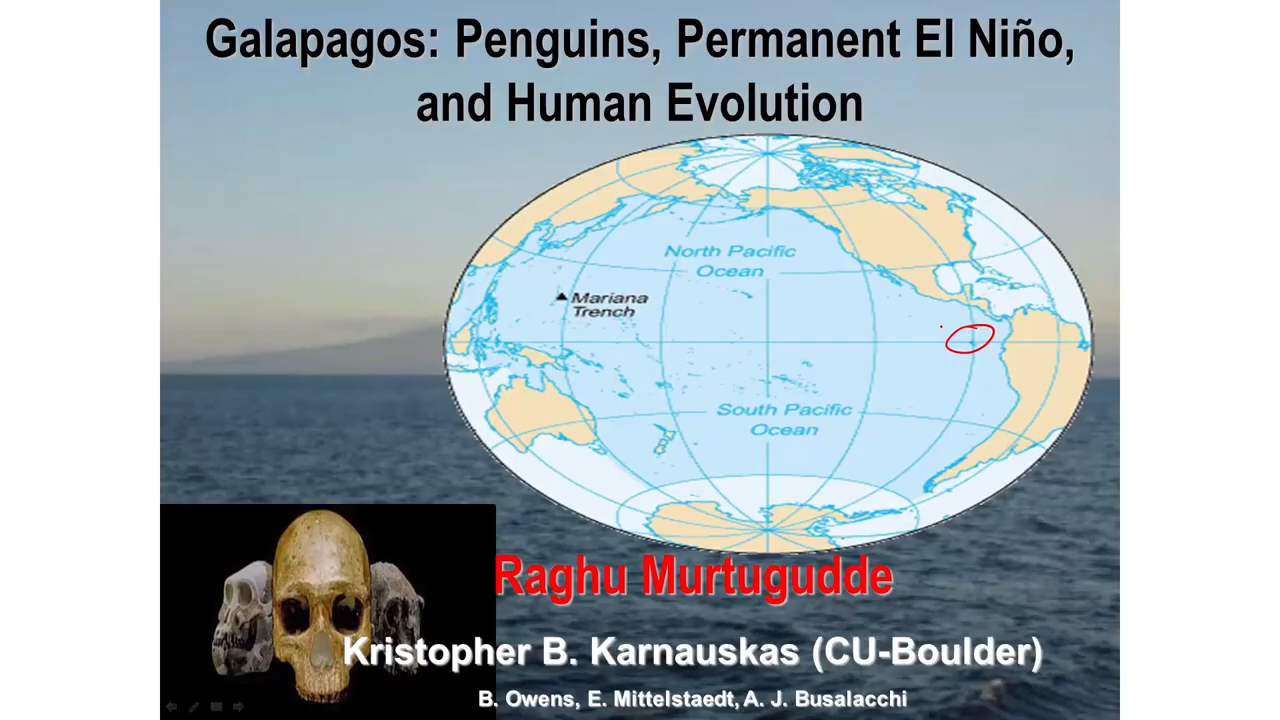 Galapagos: Penguins, Permanent El Niño,
and Human Evolution
North Pacific
Ocean
Mariana
Trench
South Pacific
Ocean
Raghu Murtugudde
Kristopher B. Karnauskas (CU-Boulder)
B. Owens, E. Mittelstaedt, A. J. Busalacchi